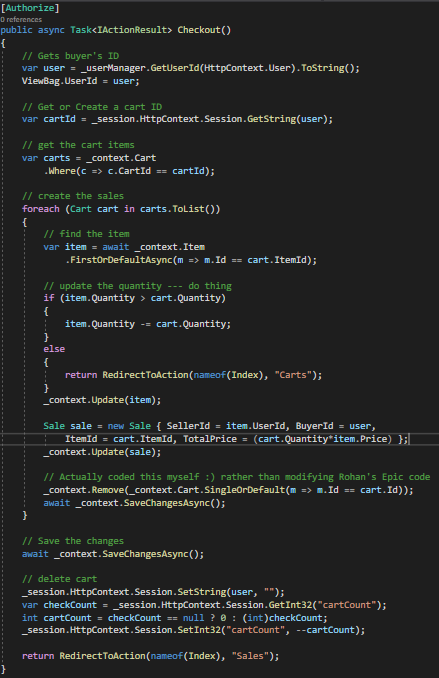 [Authorize]
0 references
public async Task<IActionResult> Checkout()
{
// Gets buyer's ID
var user = _userManager.GetUserId(HttpContext.User).ToString();
ViewBag.UserId = user;
// Get or Create a cart ID
var cartId = _session.HttpContext.Session.GetString(user);
// get the cart items
var carts = _context.Cart
.Where(c => c.CartId == cartId);
// create the sales
foreach (Cart cart in carts.ToList())
{
// find the item
var item = await _context.Item
.FirstOrDefaultAsync(m => m.Id == cart.ItemId);
// update the quantity --- do thing
if (item.Quantity > cart.Quantity)
{
item.Quantity -= cart.Quantity;
}
else
{
return RedirectToAction(nameof(Index), "Carts");
}
_context.Update(item);
Sale sale = new Sale { SellerId = item.UserId, BuyerId = user,
ItemId = cart.ItemId, TotalPrice = (cart.Quantity*item.Price) };
_context.Update(sale);
// Actually coded this myself :) rather than modifying Rohan's Epic code
_context.Remove(_context.Cart.SingleOrDefault(m => m.Id == cart.Id));
await _context.SaveChangesAsync();
}
// Save the changes
await _context.SaveChangesAsync();
// delete cart
_session.HttpContext.Session.SetString(user, "");
var checkCount = _session.HttpContext.Session.GetInt32("cartCount");
int cartCount = checkCount == null ? 0 : (int)checkCount;
_session.HttpContext.Session.SetInt32("cartCount", --cartCount);
return RedirectToAction(nameof(Index), "Sales");
}